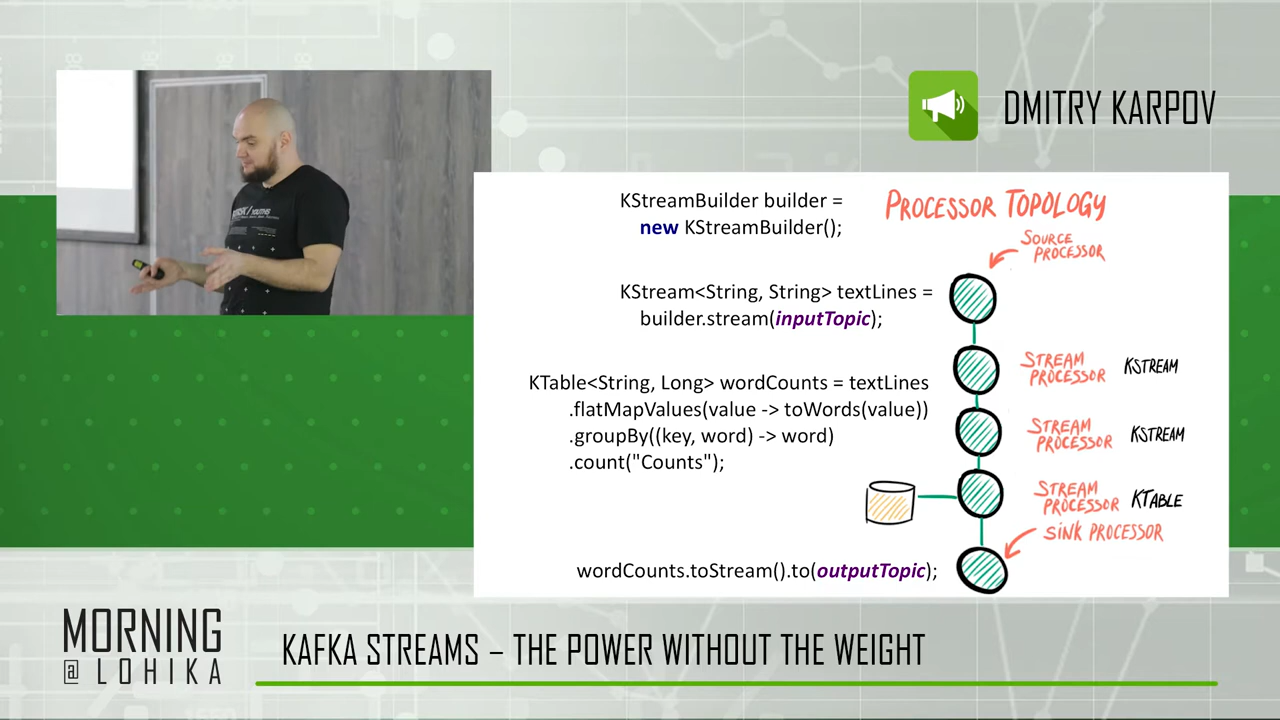 DMITRY KARPOV
KStreamBuilder builder =
new KStreamBuilder();
PROCESSOR TOPOLOGY
SOURCE
PROCESSOR
KStream<String, String> textLines =
builder.stream(inputTopic);
KTable<String, Long> wordCounts = textLines
.flatMapValues(value -> toWords(value))
.groupBy((key, word) -> word)
.count("Counts");
STREAM
PROCESSOR
KSTREAM
STREAM
PROCESSOR
KSTREAM
STREAM
PROCESSOR
KTABLE
SINK PROCESSOR
wordCounts.toStream().to(outputTopic);
MORNING
@ LOHIKA
KAFKA STREAMS – THE POWER WITHOUT THE WEIGHT